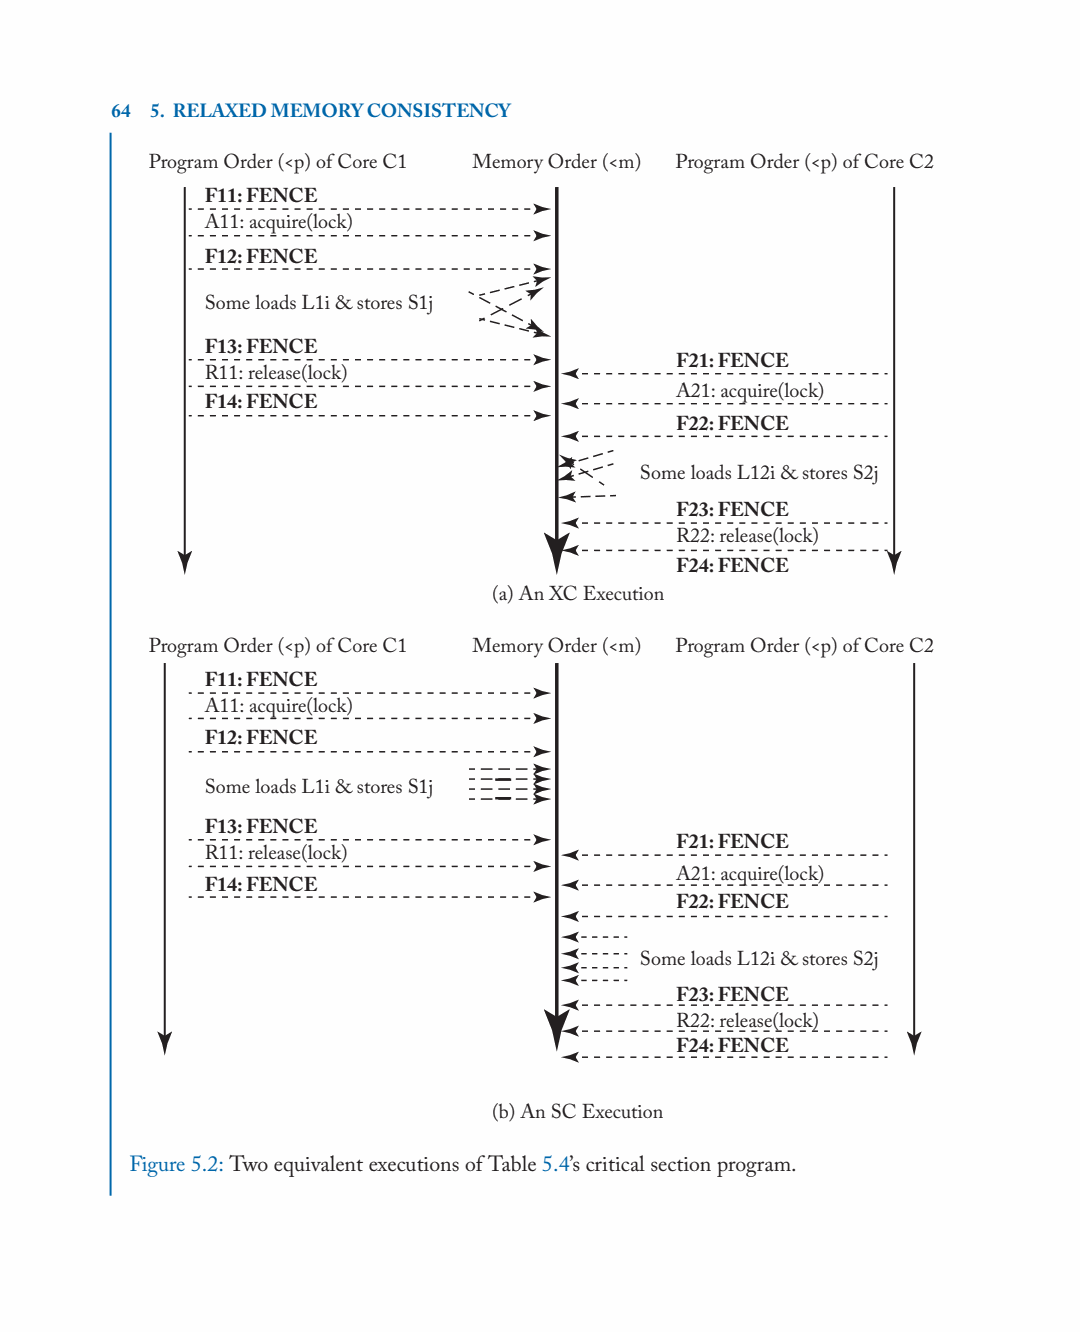 64 5. RELAXED MEMORY CONSISTENCY
Program Order (<p) of Core C1 Memory Order (<m) Program Order (<p) of Core C2
F11: FENCE
A11: acquire(lock)
F12: FENCE
Some loads L1i & stores S1j
F13: FENCE
R11: release(lock)
F14: FENCE
F21: FENCE
A21: acquire(lock)
F22: FENCE
Some loads L12i & stores S2j
F23: FENCE
R22: release(lock)
F24: FENCE
(a) An XC Execution
Program Order (<p) of Core C1 Memory Order (<m) Program Order (<p) of Core C2
F11: FENCE
A11: acquire(lock)
F12: FENCE
Some loads L1i & stores S1j
F13: FENCE
R11: release(lock)
F14: FENCE
F21: FENCE
A21: acquire(lock)
F22: FENCE
Some loads L12i & stores S2j
F23: FENCE
R22: release(lock)
F24: FENCE
(b) An SC Execution
Figure 5.2: Two equivalent executions of Table 5.4’s critical section program.